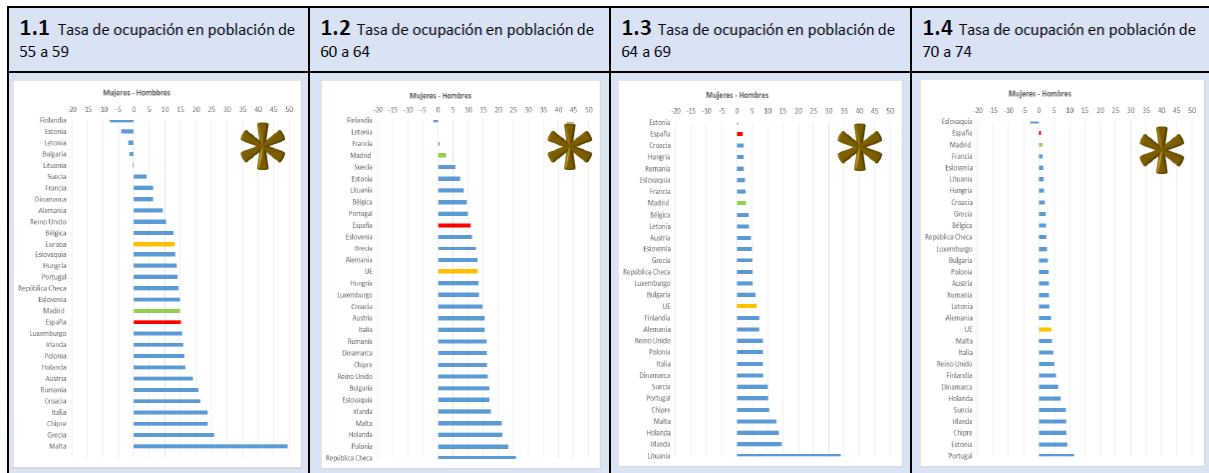 1.1 Tasa de ocupación en población de
55 a 59
1.2 Tasa de ocupación en población de
60 a 64
1.3 Tasa de ocupación en población de
64 a 69
1.4 Tasa de ocupación en población de
70 a 74
Mujeres - Hombbres
-20 -15 -10 -5 0 5 10 15 20 25 30 35 40 45 50
Finlandia
Estonia
Letonia
Bulgaria
Lituania
Suecia
Francia
Dinamarca
Alemania
Reino Unido
Bélgica
Europa
Eslovaquia
Hungría
Portugal
República Checa
Eslovenia
Madrid
España
Luxemburgo
Irlanda
Polonia
Holanda
Austria
Rumania
Croacia
Italia
Chipre
Grecia
Malta
Mujeres - Hombres
-20 -15 -10 -5 0 5 10 15 20 25 30 35 40 45 50
Finlandia
Letonia
Francia
Madrid
Suecia
Estonia
Lituania
Bélgica
Portugal
España
Eslovenia
Grecia
Alemania
UE
Hungría
Luxemburgo
Croacia
Austria
Italia
Rumanía
Dinamarca
Chipre
Reino Unido
Bulgaria
Eslovaquia
Irlanda
Malta
Holanda
Polonia
República Checa
Mujeres - Hombres
-20 -15 -10 -5 0 5 10 15 20 25 30 35 40 45 50
Estonia
España
Croacia
Hungría
Rumania
Eslovaquia
Francia
Madrid
Bélgica
Letonia
Austria
Eslovenia
Grecia
República Checa
Luxemburgo
Bulgaria
UE
Finlandia
Alemania
Reino Unido
Polonia
Italia
Dinamarca
Suecia
Portugal
Chipre
Malta
Holanda
Irlanda
Lituania
Mujeres - Hombres
-20 -15 -10 -5 0 5 10 15 20 25 30 35 40 45 50
Eslovaquia
España
Madrid
Francia
Eslovenia
Lituania
Hungría
Croacia
Grecia
Bélgica
República Checa
Luxemburgo
Bulgaria
Polonia
Austria
Rumania
Letonia
Alemania
UE
Malta
Italia
Reino Unido
Finlandia
Dinamarca
Holanda
Suecia
Irlanda
Chipre
Estonia
Portugal